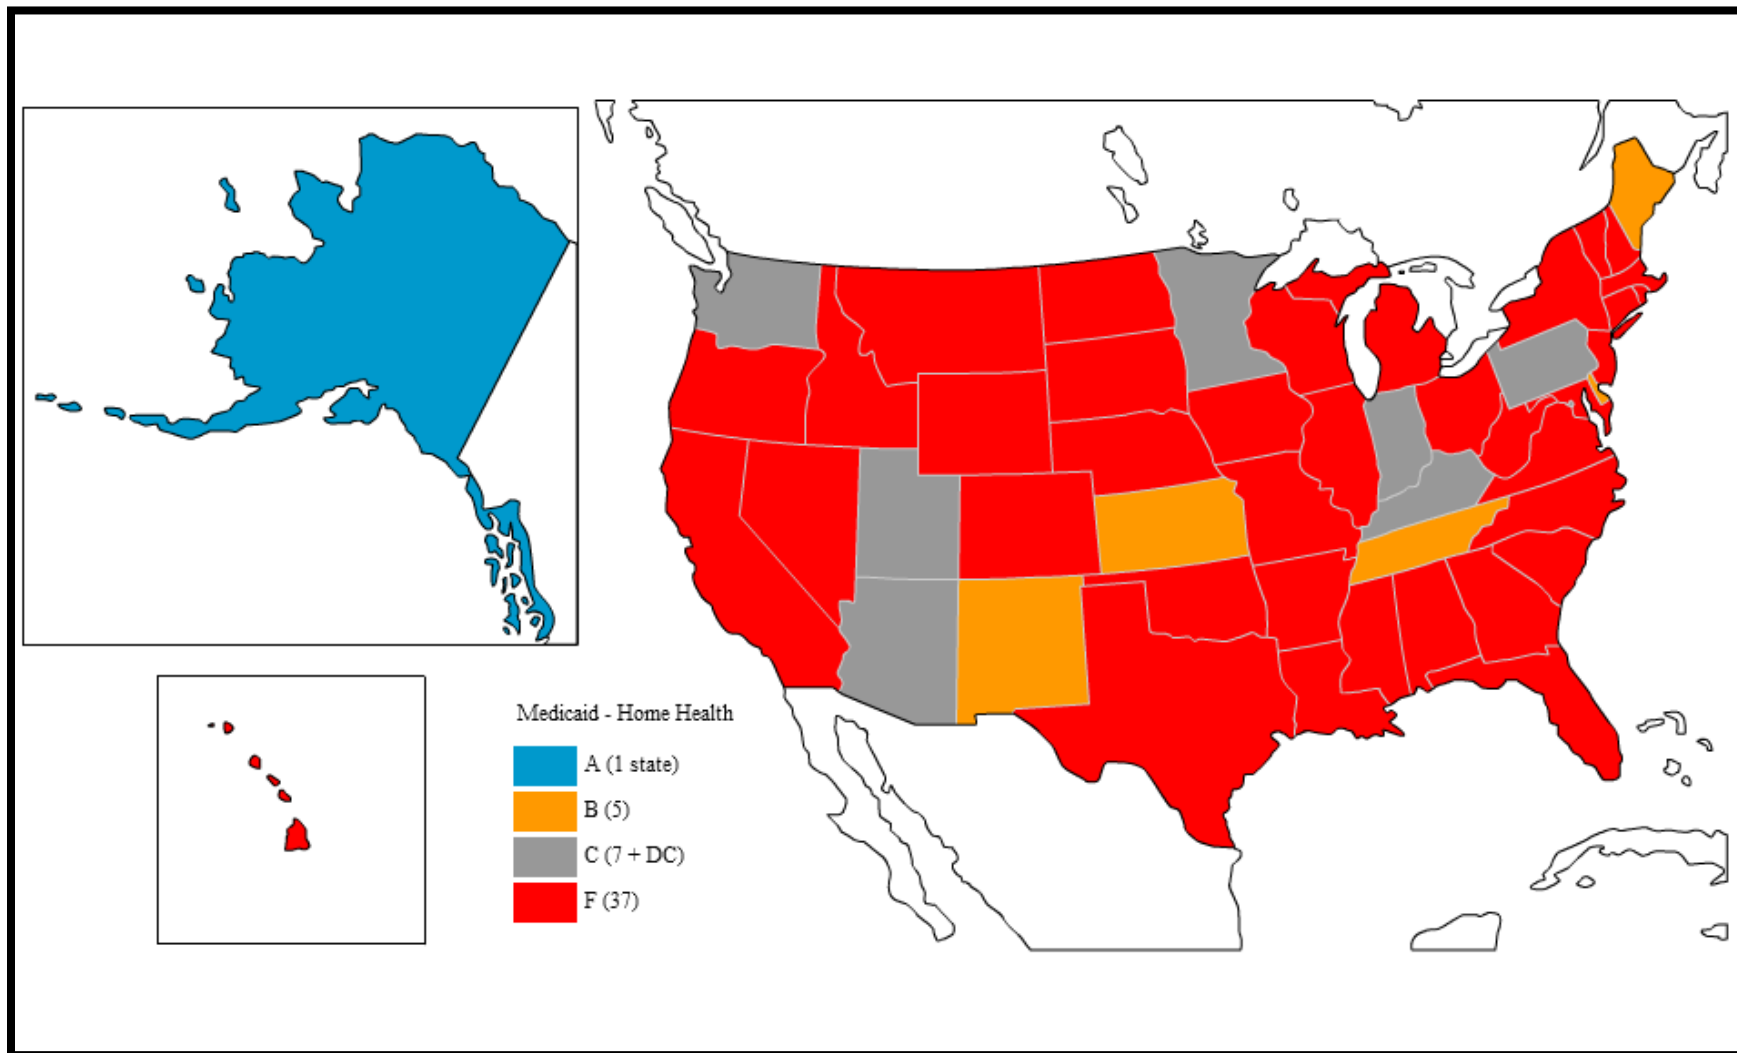 Medicaid - Home Health
A (1 state)
B (5)
C (7 + DC)
F (37)